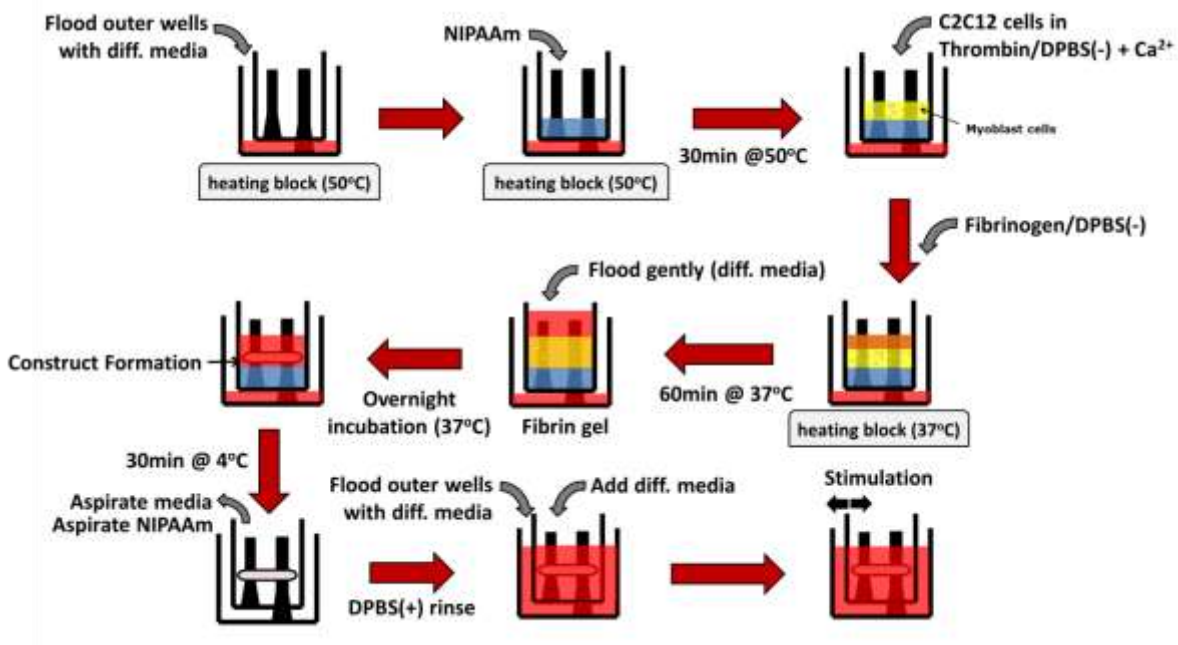 Flood outer wells
with diff. media
heating block (50°C)
NIPAAm
heating block (50°C)
30min @50°C
C2C12 cells in
Thrombin/DPBS(-) + Ca²⁺
Myoblast cells
Fibrinogen/DPBS(-)
heating block (37°C)
60min @ 37°C
Flood gently (diff. media)
Fibrin gel
Overnight
incubation (37°C)
Construct Formation
30min @ 4°C
Aspirate media
Aspirate NIPAAm
DPBS(+) rinse
Flood outer wells
with diff. media
Add diff. media
Stimulation